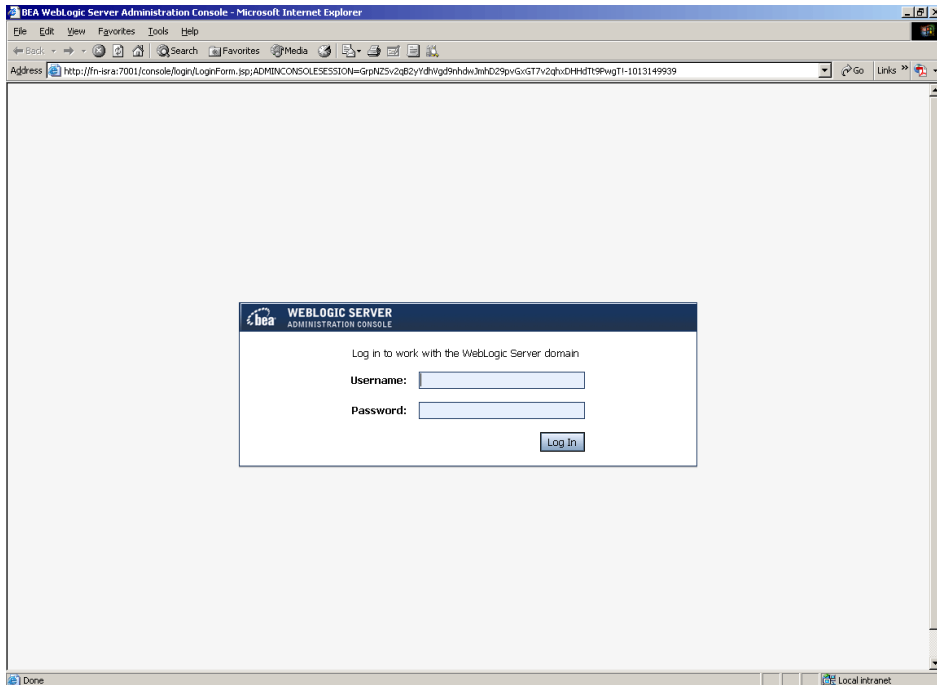 BEA WebLogic Server Administration Console - Microsoft Internet Explorer
File Edit View Favorites Tools Help
Back Search Favorites Media
Address http://fn-isra:7001/console/login/LoginForm.jsp;ADMINCONSOLESESSION=GrpNZSv2qB2yYdhVgd9nhdwJmhD29pvGxGT7v2qhxDHHdTt9PwgT!-1013149939 Go Links »
bea WEBLOGIC SERVER
ADMINISTRATION CONSOLE
Log in to work with the WebLogic Server domain
Username:
Password:
Log In
Done Local intranet